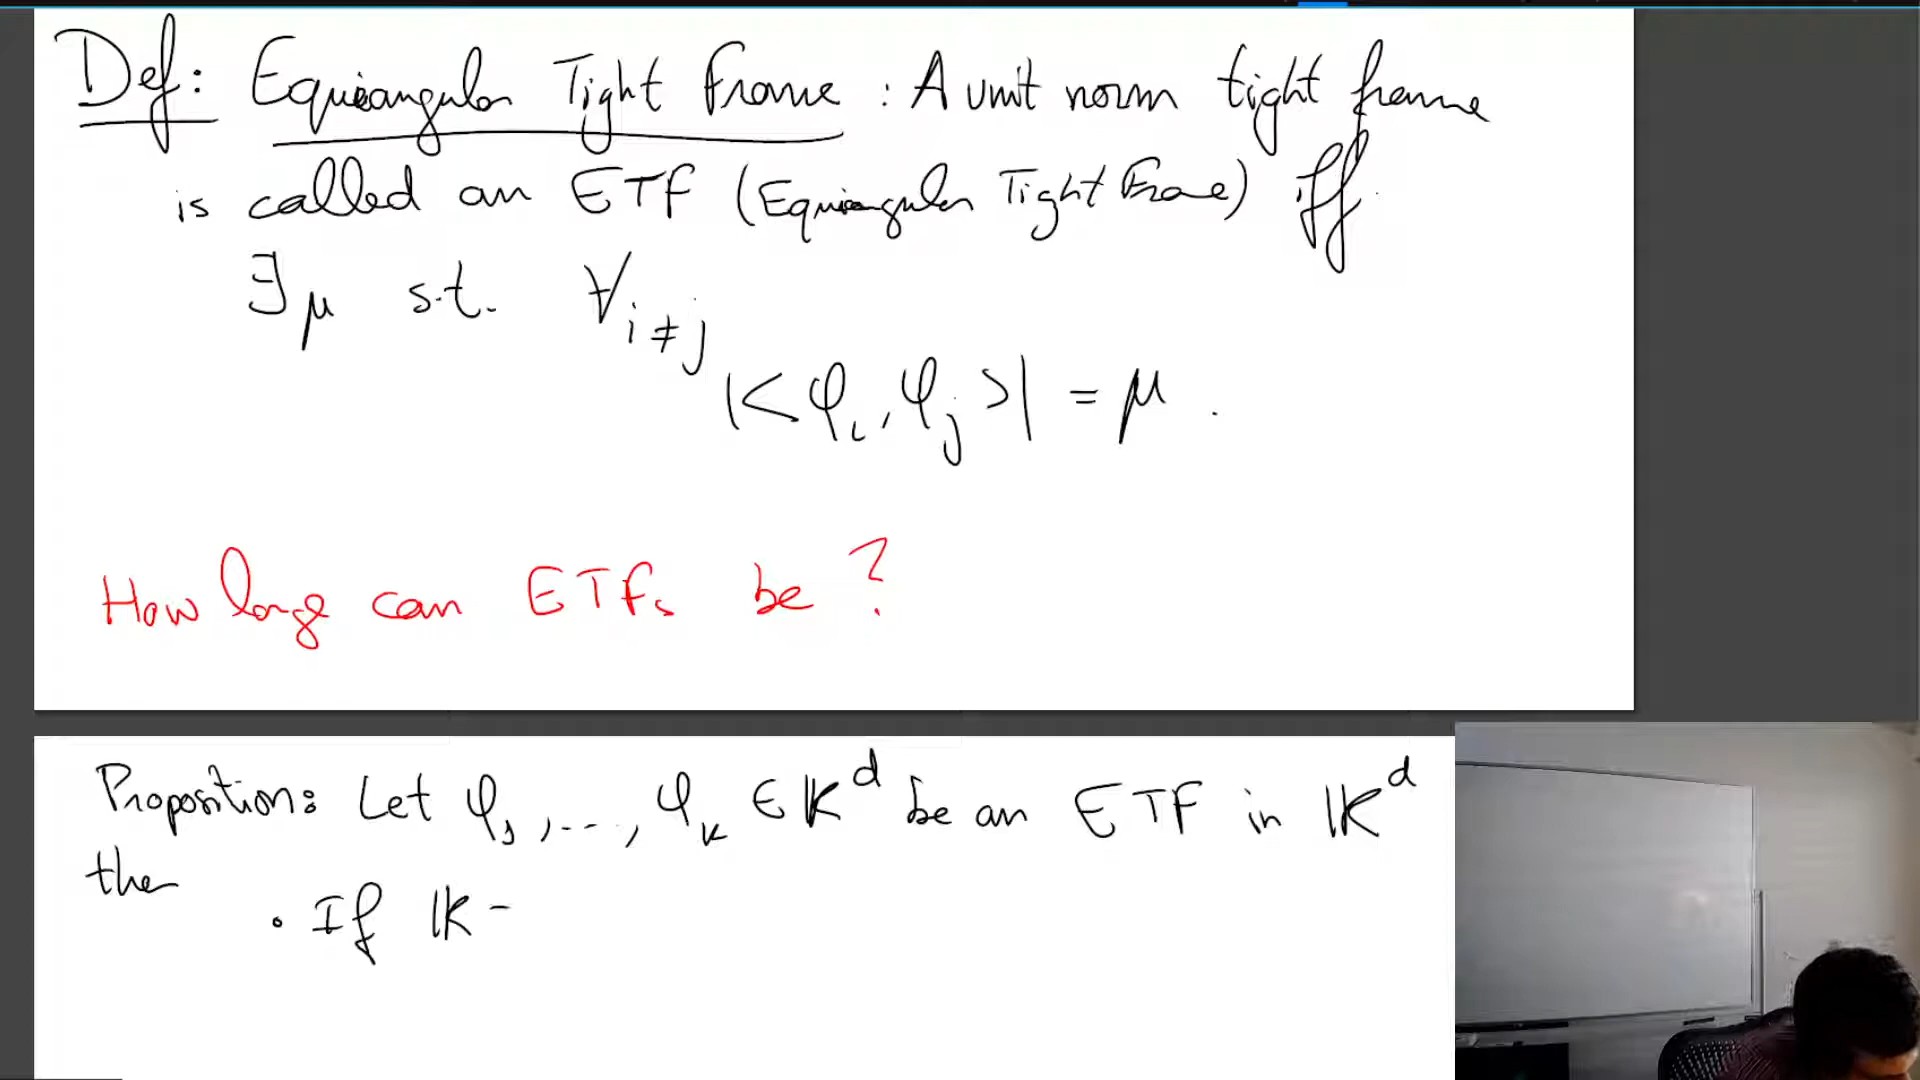 Def: Equiangular Tight Frame : A unit norm tight frame
is called an ETF (Equiangular Tight Frame) iff
∃μ s.t. ∀i≠j
|<φi,φj>| = μ .
How large can ETFs be?
Proposition: Let φ1,...,φk ∈ 𝕂^d be an ETF in 𝕂^d
then
• If 𝕂 -